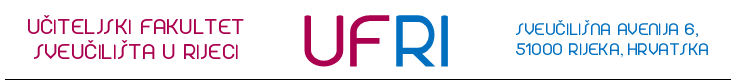 UČITELJSKI FAKULTET
SVEUČILIŠTA U RIJECI
UFRI
SVEUČILIŠNA AVENIJA 6,
51000 RIJEKA, HRVATSKA